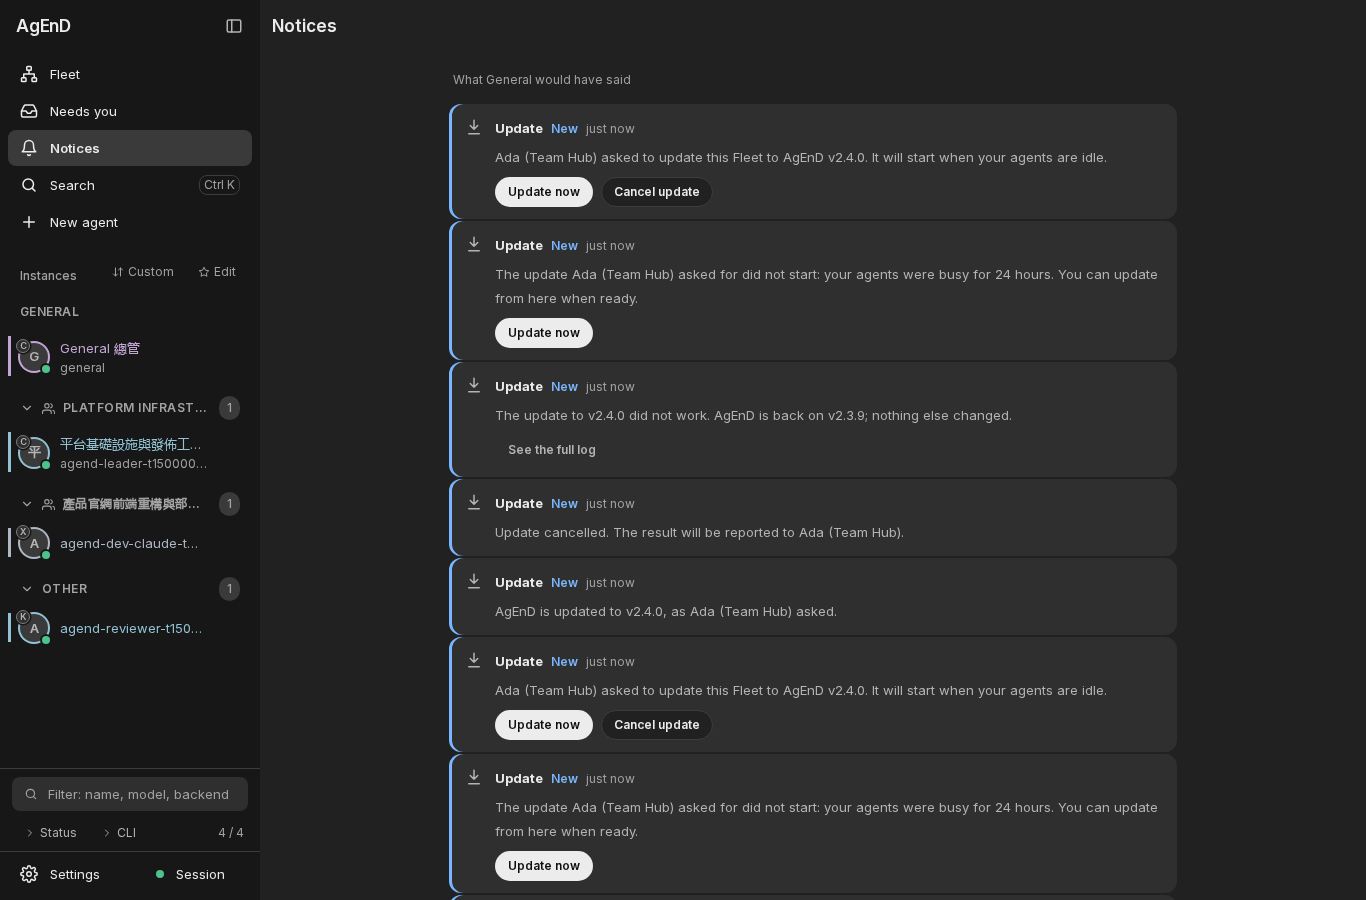 AgEnD
Fleet
Needs you
Notices
Search Ctrl K
New agent
Instances Custom Edit
GENERAL
C
G
General 總管
general
PLATFORM INFRAST... 1
C
平
平台基礎設施與發佈工...
agend-leader-t150000...
產品官網前端重構與部... 1
X
A
agend-dev-claude-t...
OTHER 1
K
A
agend-reviewer-t150...
Filter: name, model, backend
Status CLI 4 / 4
Settings Session
Notices
What General would have said
Update New just now
Ada (Team Hub) asked to update this Fleet to AgEnD v2.4.0. It will start when your agents are idle.
Update now Cancel update
Update New just now
The update Ada (Team Hub) asked for did not start: your agents were busy for 24 hours. You can update
from here when ready.
Update now
Update New just now
The update to v2.4.0 did not work. AgEnD is back on v2.3.9; nothing else changed.
See the full log
Update New just now
Update cancelled. The result will be reported to Ada (Team Hub).
Update New just now
AgEnD is updated to v2.4.0, as Ada (Team Hub) asked.
Update New just now
Ada (Team Hub) asked to update this Fleet to AgEnD v2.4.0. It will start when your agents are idle.
Update now Cancel update
Update New just now
The update Ada (Team Hub) asked for did not start: your agents were busy for 24 hours. You can update
from here when ready.
Update now